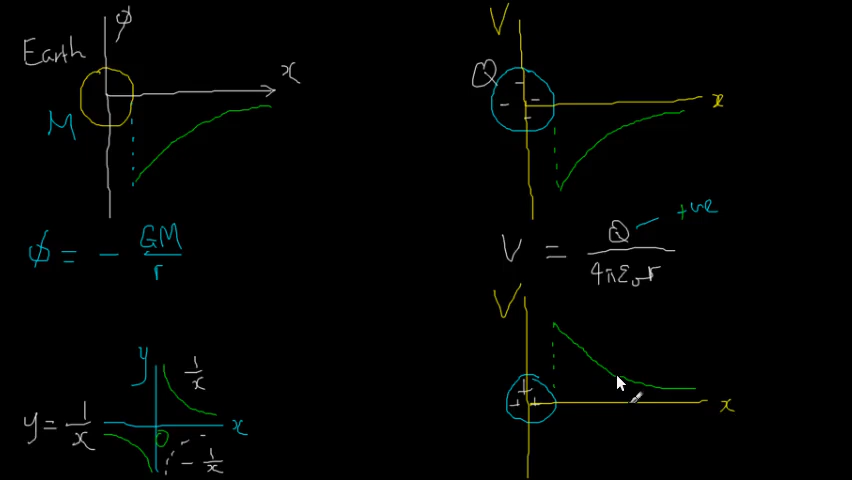 φ
Earth
x
M
φ = - GM/r
y
1/x
y = 1/x
x
0
- 1/x
V
Q
- - - -
x
+ve
V = Q/4πε₀r
V
+ + +
x